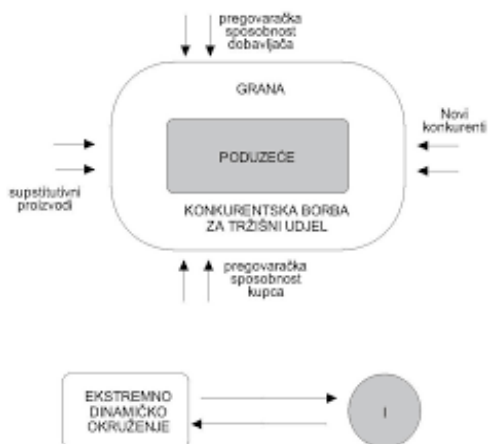 pregovaračka
sposobnost
dobavljača
GRANA
Novi
konkurenti
PODUZEĆE
supstitutivni
proizvodi
KONKURENTSKA BORBA
ZA TRŽIŠNI UDJEL
pregovaračka
sposobnost
kupca
EKSTREMNO
DINAMIČKO
OKRUŽENJE
I